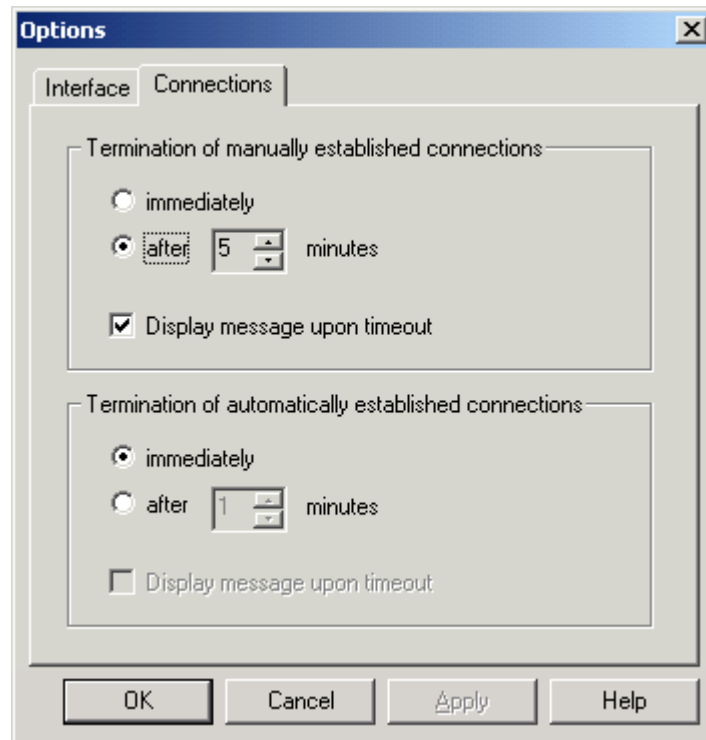 Options
Interface Connections
Termination of manually established connections
immediately
after 5 minutes
Display message upon timeout
Termination of automatically established connections
immediately
after 1 minutes
Display message upon timeout
OK Cancel Apply Help